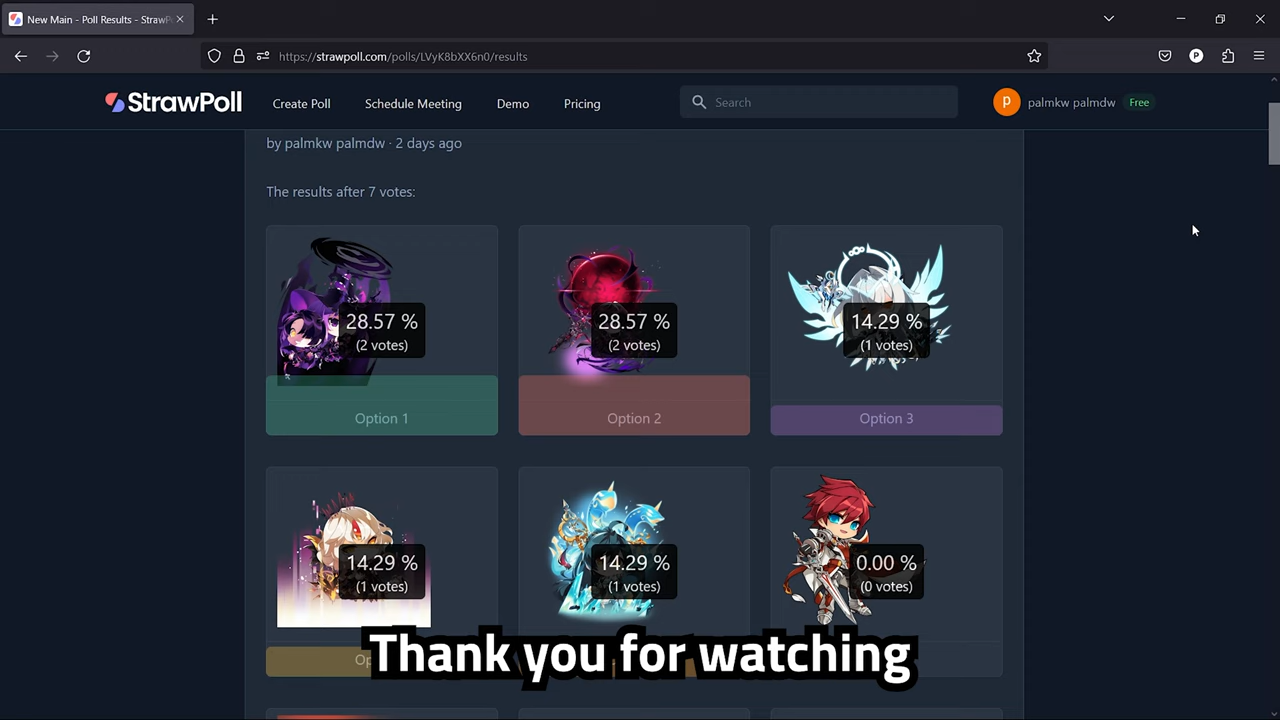 New Main - Poll Results - StrawP
https://strawpoll.com/polls/LVyK8bXX6n0/results
P
StrawPoll
Create Poll
Schedule Meeting
Demo
Pricing
Search
p
palmkw palmdw
Free
by palmkw palmdw · 2 days ago
The results after 7 votes:
28.57 %
(2 votes)
28.57 %
(2 votes)
14.29 %
(1 votes)
Option 1
Option 2
Option 3
14.29 %
(1 votes)
14.29 %
(1 votes)
0.00 %
(0 votes)
Thank you for watching